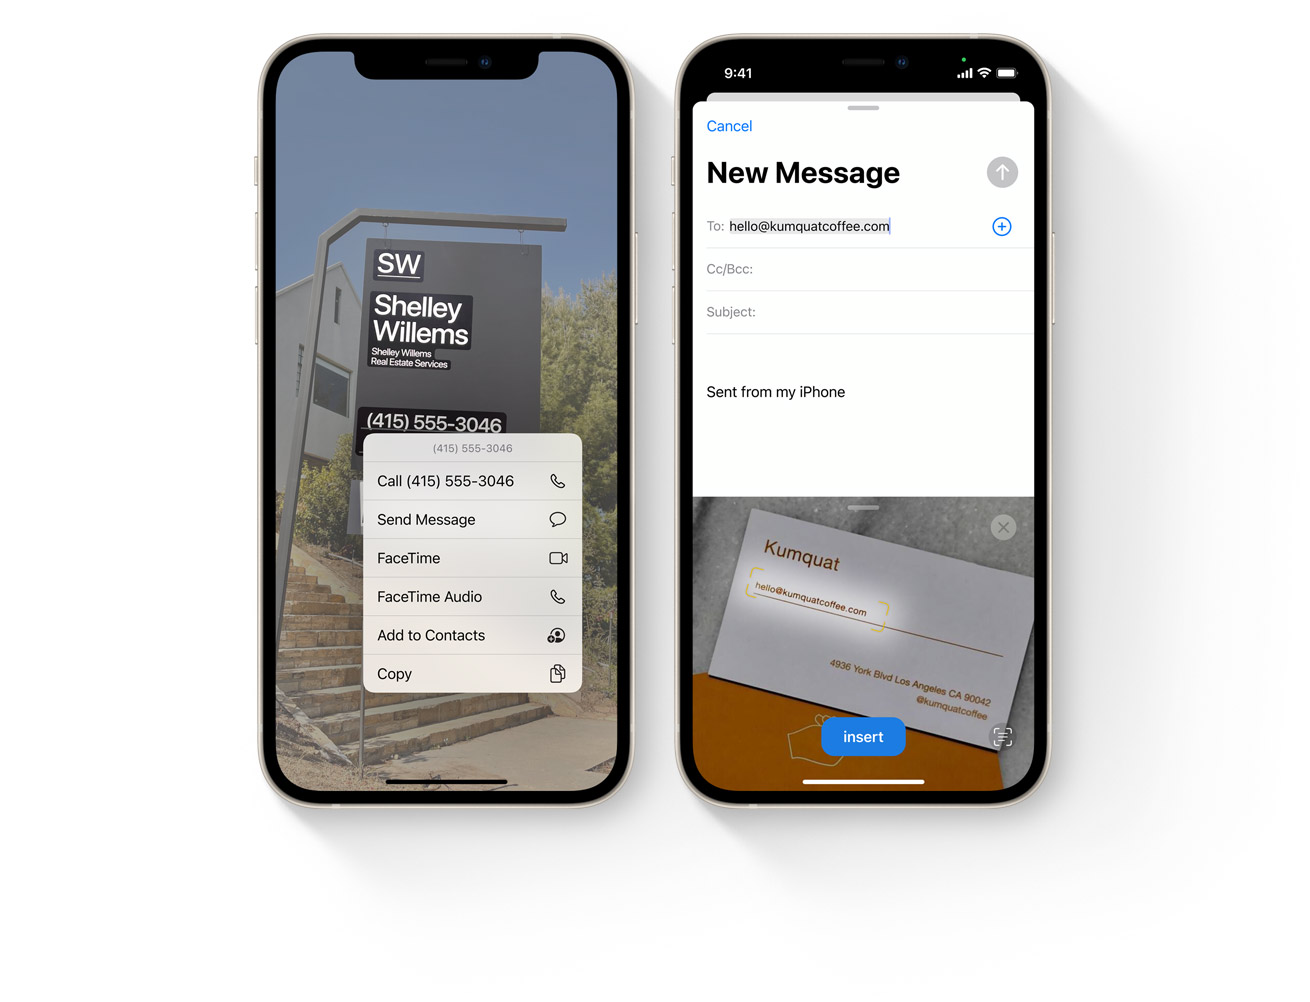 SW
Shelley
Willems
Shelley Willems
Real Estate Services
(415) 555-3046
(415) 555-3046
Call (415) 555-3046
Send Message
FaceTime
FaceTime Audio
Add to Contacts
Copy
9:41
Cancel
New Message
To: hello@kumquatcoffee.com
Cc/Bcc:
Subject:
Sent from my iPhone
Kumquat
hello@kumquatcoffee.com
4936 York Blvd Los Angeles CA 90042
@kumquatcoffee
insert